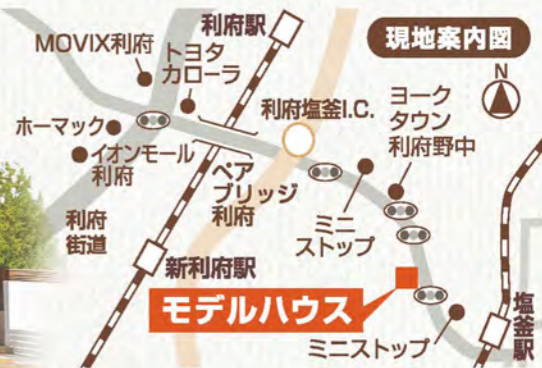 現地案内図
N
利府駅
MOVIX利府
トヨタ
カローラ
利府塩釜I.C.
ヨーク
タウン
利府野中
ホーマック
イオンモール
利府
ペア
ブリッジ
利府
ミニ
ストップ
利府
街道
新利府駅
モデルハウス
ミニストップ
塩釜駅